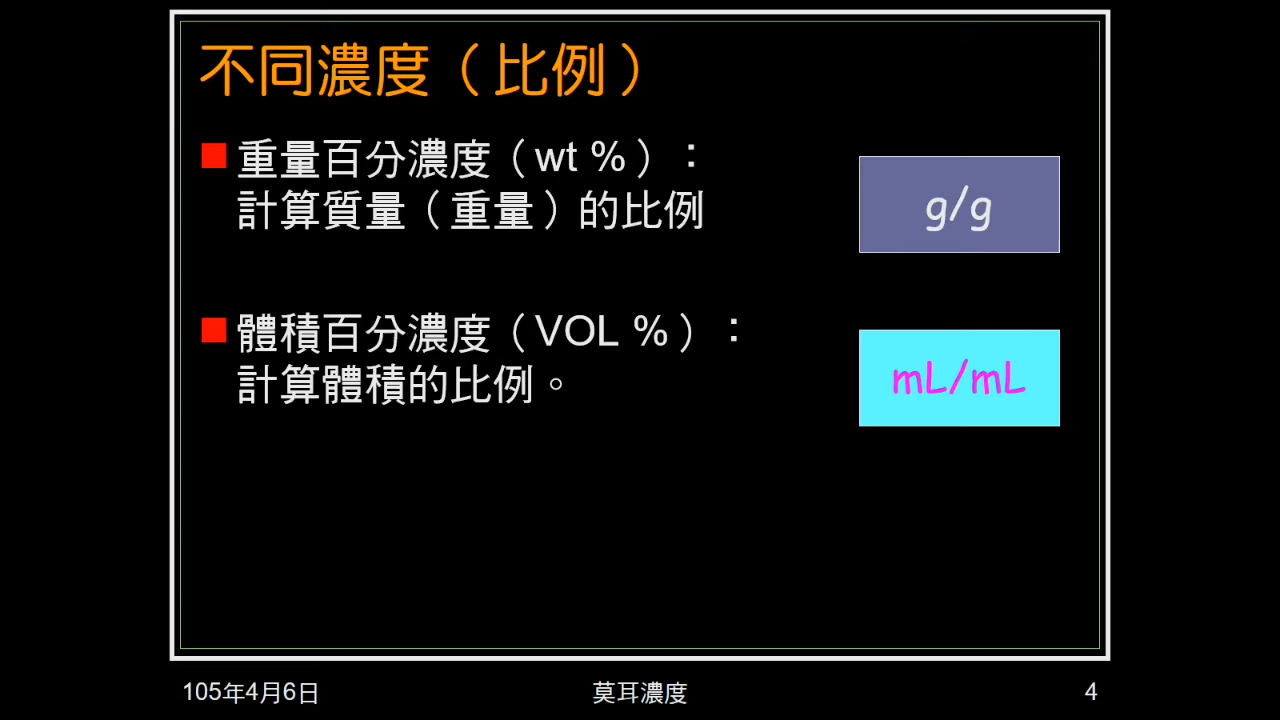 不同濃度（比例）
重量百分濃度（wt %）：
計算質量（重量）的比例
g/g
體積百分濃度（VOL %）：
計算體積的比例。
mL/mL
105年4月6日
莫耳濃度
4